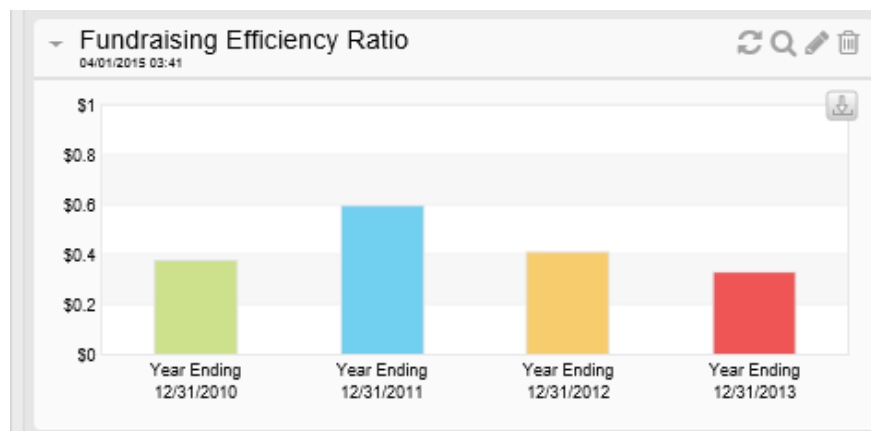 Fundraising Efficiency Ratio
04/01/2015 03:41
$1
$0.8
$0.6
$0.4
$0.2
$0
Year Ending
12/31/2010
Year Ending
12/31/2011
Year Ending
12/31/2012
Year Ending
12/31/2013